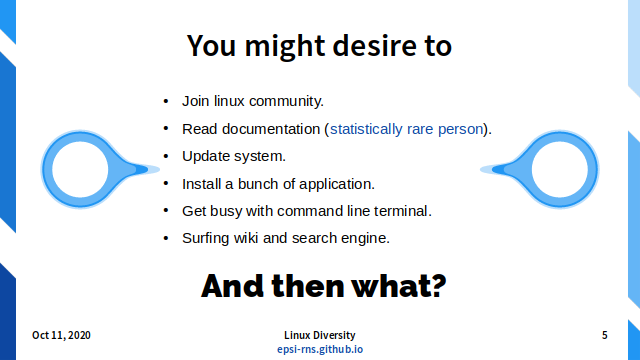 You might desire to
• Join linux community.
• Read documentation (statistically rare person).
• Update system.
• Install a bunch of application.
• Get busy with command line terminal.
• Surfing wiki and search engine.
And then what?
Oct 11, 2020
Linux Diversity
epsi-rns.github.io
5